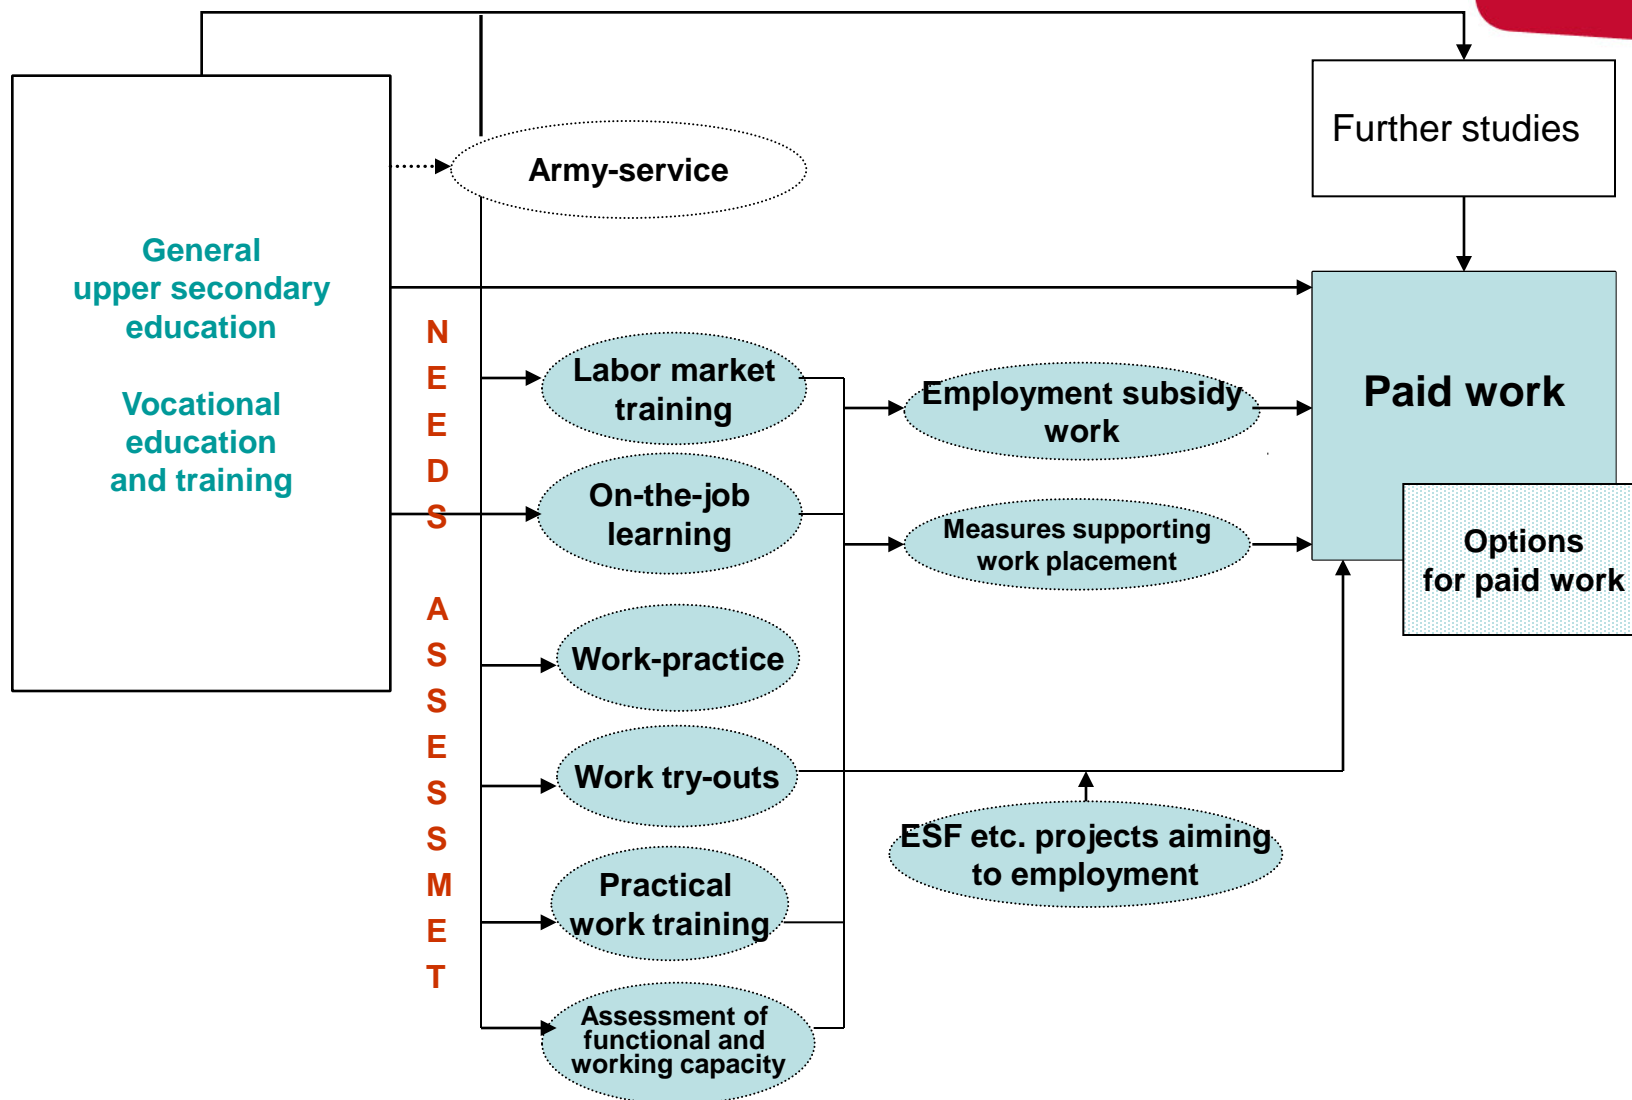 Further studies
Army-service
General
upper secondary
education
Vocational
education
and training
N
E
E
D
S
A
S
S
E
S
S
M
E
T
Labor market
training
On-the-job
learning
Work-practice
Work try-outs
Practical
work training
Assessment of
functional and
working capacity
Employment subsidy
work
Measures supporting
work placement
ESF etc. projects aiming
to employment
Paid work
Options
for paid work